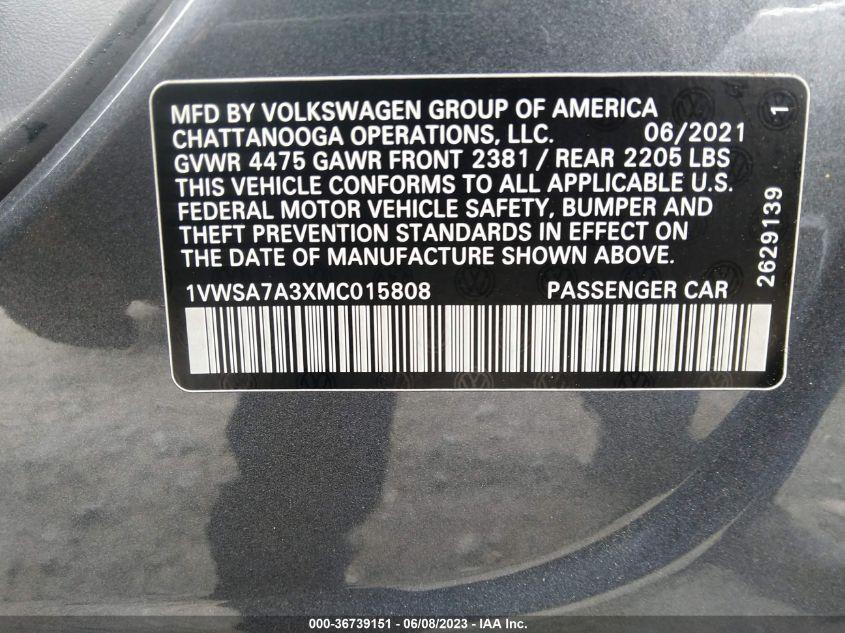 MFD BY VOLKSWAGEN GROUP OF AMERICA
CHATTANOOGA OPERATIONS, LLC. 06/2021
GVWR 4475 GAWR FRONT 2381 / REAR 2205 LBS
THIS VEHICLE CONFORMS TO ALL APPLICABLE U.S.
FEDERAL MOTOR VEHICLE SAFETY, BUMPER AND
THEFT PREVENTION STANDARDS IN EFFECT ON
THE DATE OF MANUFACTURE SHOWN ABOVE.
1VWSA7A3XMC015808 PASSENGER CAR
2629139 1
000-36739151 - 06/08/2023 - IAA Inc.